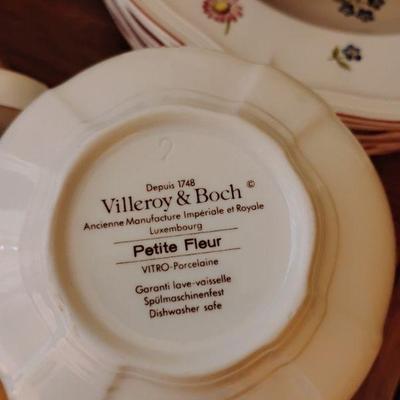 Depuis 1748
Villeroy & Boch ©
Ancienne Manufacture Impériale et Royale
Luxembourg
Petite Fleur
VITRO-Porcelaine
Garanti lave-vaisselle
Spülmaschinenfest
Dishwasher safe